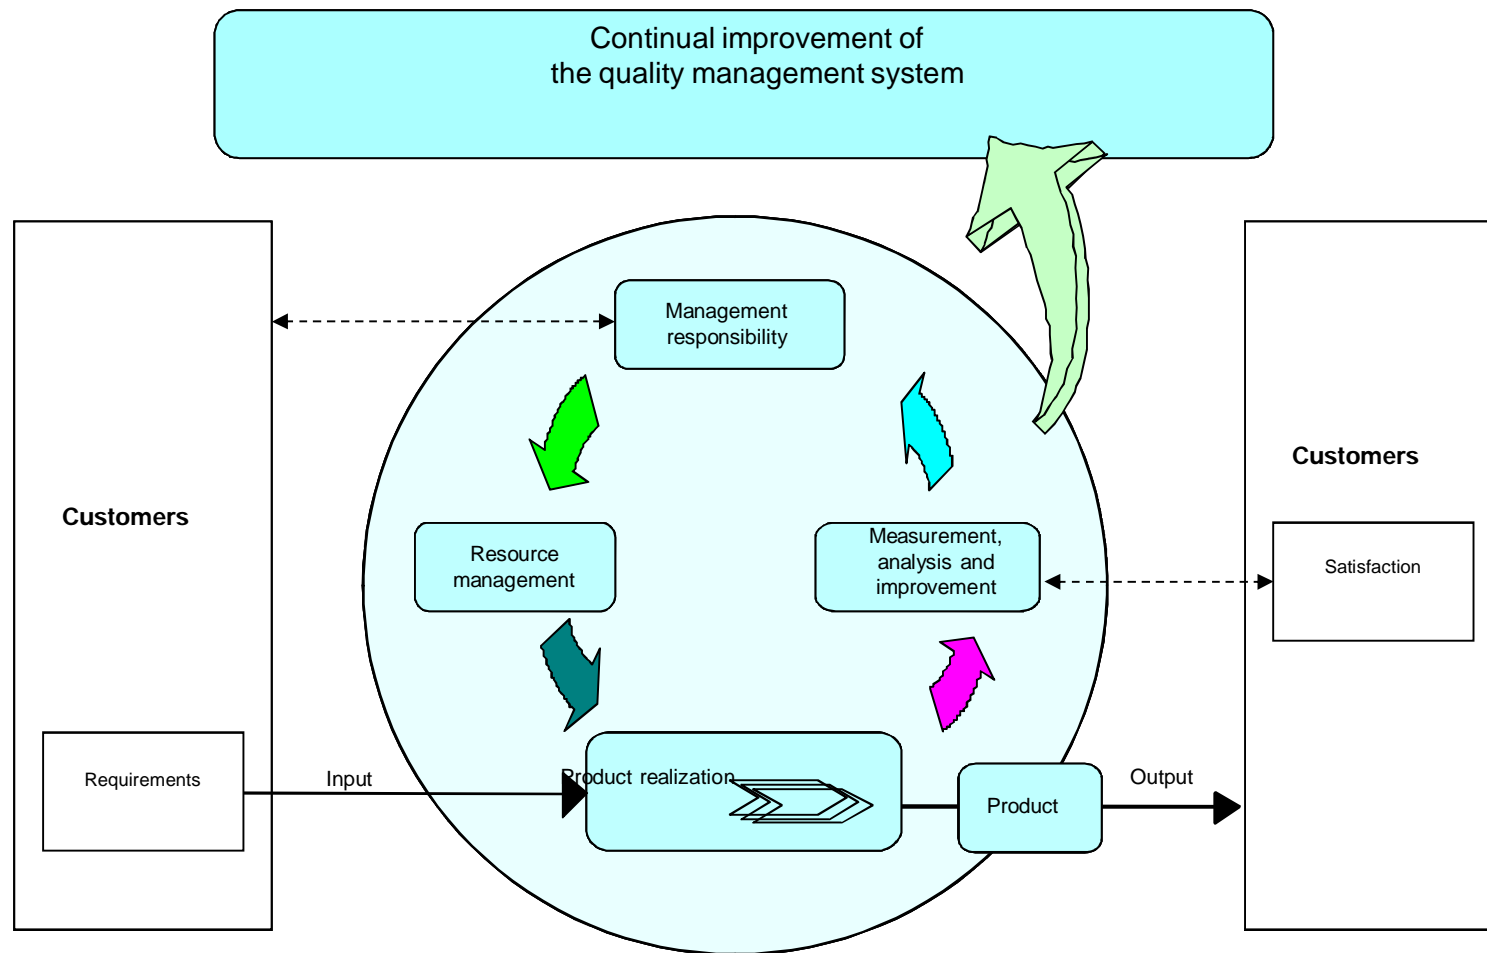 Continual improvement of
the quality management system
Management
responsibility
Customers
Customers
Resource
management
Measurement,
analysis and
improvement
Satisfaction
Requirements
Input
Product realization
Product
Output